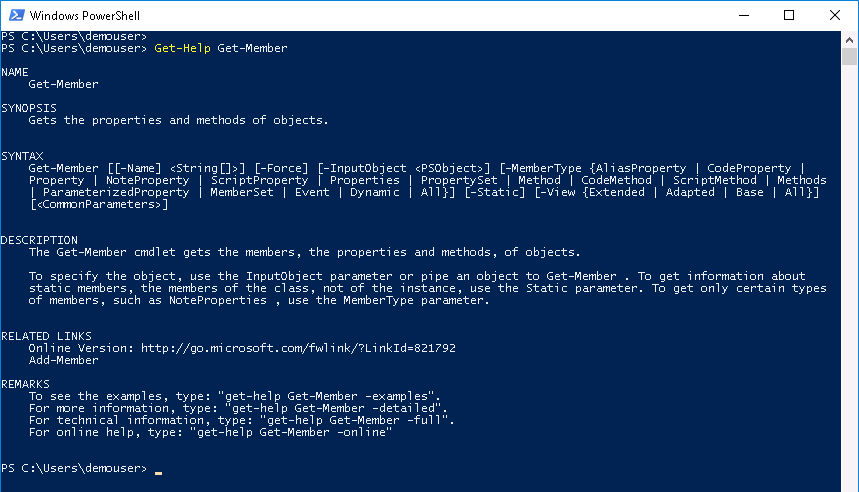 Windows PowerShell
PS C:\Users\demouser>
PS C:\Users\demouser> Get-Help Get-Member
NAME
Get-Member
SYNOPSIS
Gets the properties and methods of objects.
SYNTAX
Get-Member [[-Name] <String[]>] [-Force] [-InputObject <PSObject>] [-MemberType {AliasProperty | CodeProperty |
Property | NoteProperty | ScriptProperty | Properties | PropertySet | Method | CodeMethod | ScriptMethod | Methods
| ParameterizedProperty | MemberSet | Event | Dynamic | All}] [-Static] [-View {Extended | Adapted | Base | All}]
[<CommonParameters>]
DESCRIPTION
The Get-Member cmdlet gets the members, the properties and methods, of objects.
To specify the object, use the InputObject parameter or pipe an object to Get-Member . To get information about
static members, the members of the class, not of the instance, use the Static parameter. To get only certain types
of members, such as NoteProperties , use the MemberType parameter.
RELATED LINKS
Online Version: http://go.microsoft.com/fwlink/?LinkId=821792
Add-Member
REMARKS
To see the examples, type: "get-help Get-Member -examples".
For more information, type: "get-help Get-Member -detailed".
For technical information, type: "get-help Get-Member -full".
For online help, type: "get-help Get-Member -online"
PS C:\Users\demouser> _